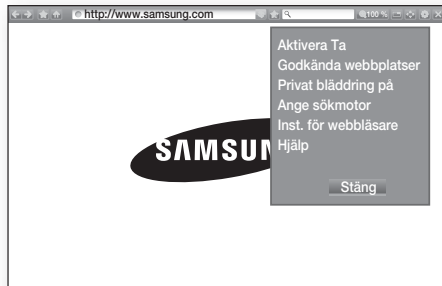 http://www.samsung.com
100 %
Aktivera Ta
Godkända webbplatser
Privat bläddring på
Ange sökmotor
Inst. för webbläsare
Hjälp
Stäng
SAMSUN